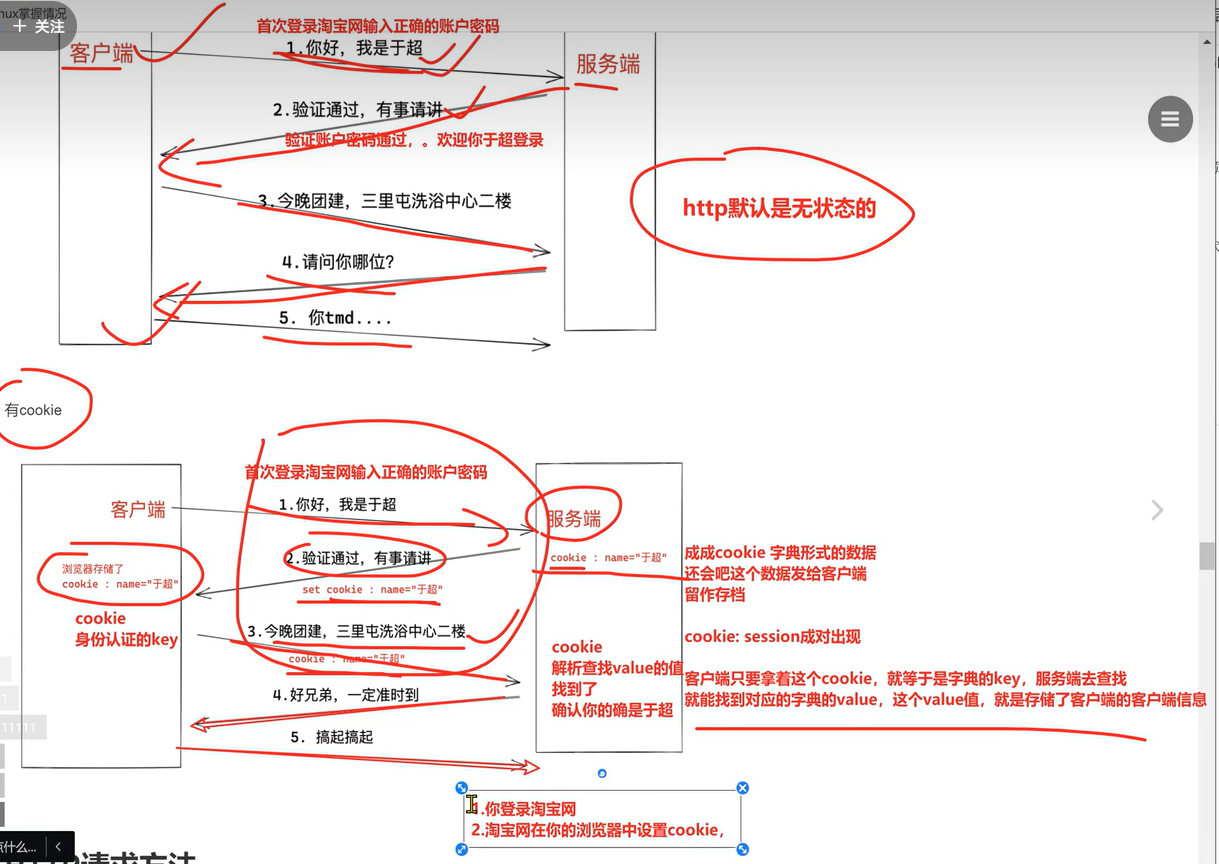 nux掌握情况
关注
首次登录淘宝网输入正确的账户密码
客户端
1.你好，我是于超
服务端
2.验证通过，有事请讲
验证账户密码通过，。欢迎你于超登录
3.今晚团建，三里屯洗浴中心二楼
http默认是无状态的
4.请问你哪位?
5. 你tmd....
有cookie
首次登录淘宝网输入正确的账户密码
客户端
1.你好，我是于超
服务端
2.验证通过，有事请讲
cookie : name="于超"
成成cookie 字典形式的数据
还会吧这个数据发给客户端
留作存档
浏览器存储了
cookie : name="于超"
set cookie : name="于超"
cookie
身份认证的key
3.今晚团建，三里屯洗浴中心二楼
cookie: session成对出现
cookie : name="于超"
cookie
解析查找value的值
找到了
确认你的确是于超
客户端只要拿着这个cookie，就等于是字典的key，服务端去查找
就能找到对应的字典的value，这个value值，就是存储了客户端的客户端信息
4.好兄弟，一定准时到
11111
5. 搞起搞起
1.你登录淘宝网
2.淘宝网在你的浏览器中设置cookie，
点什么...
请求方法